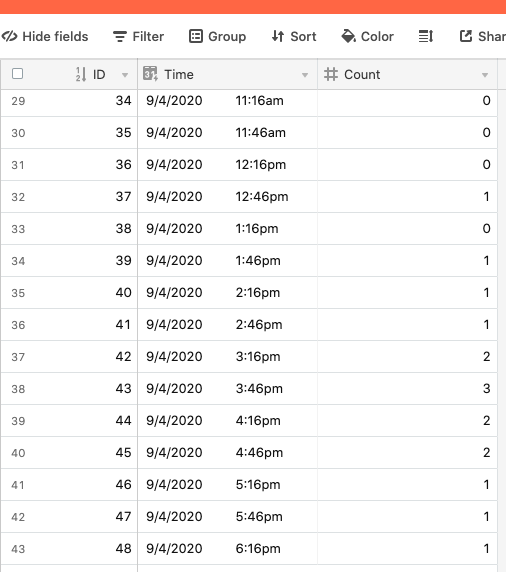 Hide fields Filter Group Sort Color Shar
ID Time Count
29 34 9/4/2020 11:16am 0
30 35 9/4/2020 11:46am 0
31 36 9/4/2020 12:16pm 0
32 37 9/4/2020 12:46pm 1
33 38 9/4/2020 1:16pm 0
34 39 9/4/2020 1:46pm 1
35 40 9/4/2020 2:16pm 1
36 41 9/4/2020 2:46pm 1
37 42 9/4/2020 3:16pm 2
38 43 9/4/2020 3:46pm 3
39 44 9/4/2020 4:16pm 2
40 45 9/4/2020 4:46pm 2
41 46 9/4/2020 5:16pm 1
42 47 9/4/2020 5:46pm 1
43 48 9/4/2020 6:16pm 1